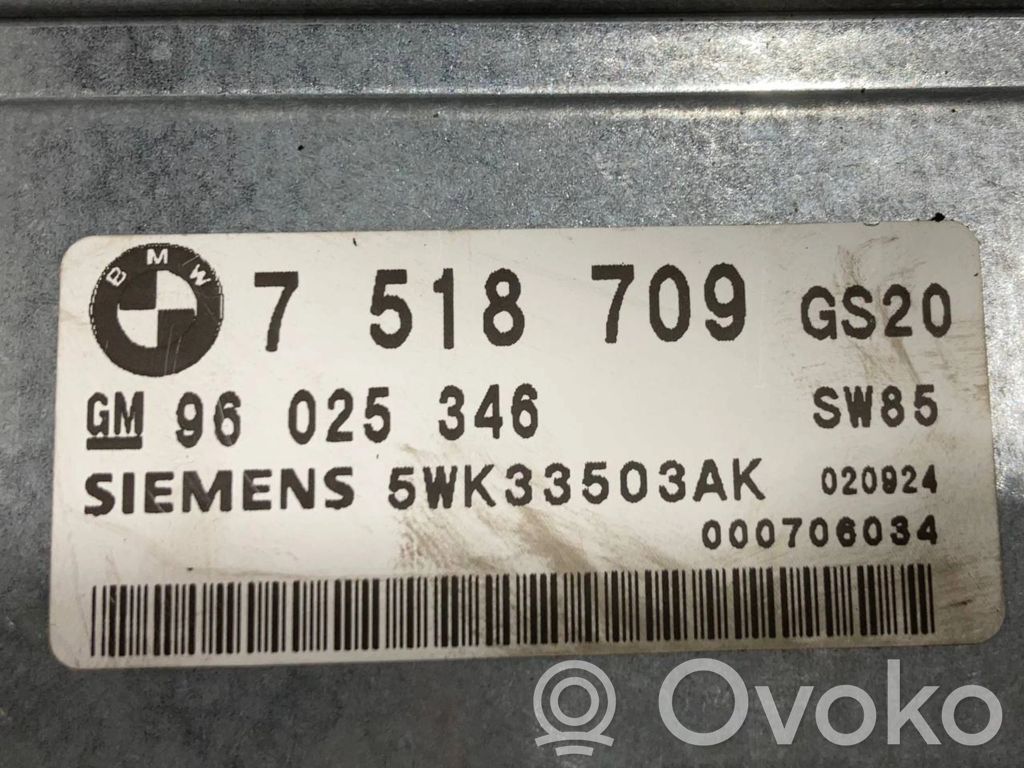 BMW 7 518 709 GS20
GM 96 025 346 SW85
SIEMENS 5WK33503AK 020924
000706034
Ovoko